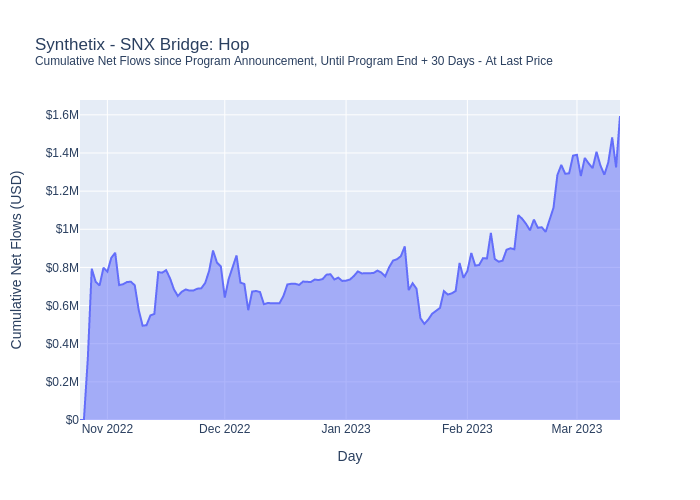 Synthetix - SNX Bridge: Hop
Cumulative Net Flows since Program Announcement, Until Program End + 30 Days - At Last Price
Cumulative Net Flows (USD)
$1.6M
$1.4M
$1.2M
$1M
$0.8M
$0.6M
$0.4M
$0.2M
$0
Nov 2022
Dec 2022
Jan 2023
Feb 2023
Mar 2023
Day